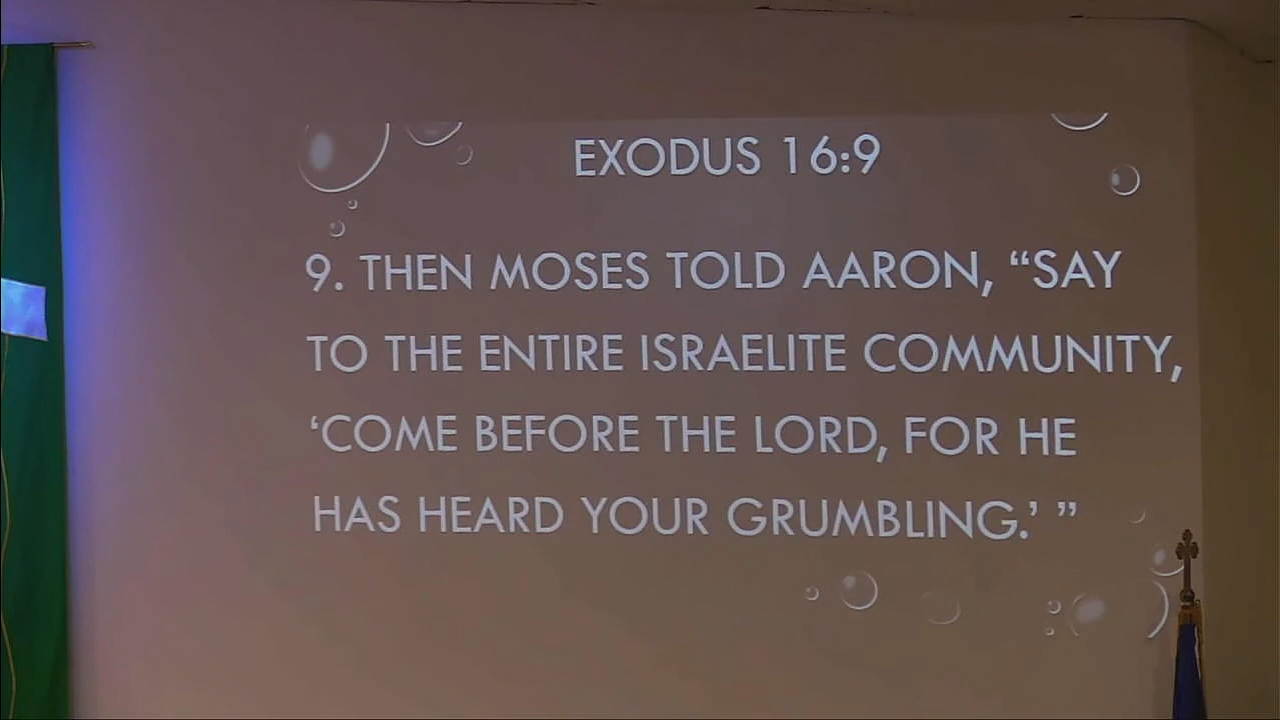 EXODUS 16:9
9. THEN MOSES TOLD AARON, “SAY
TO THE ENTIRE ISRAELITE COMMUNITY,
‘COME BEFORE THE LORD, FOR HE
HAS HEARD YOUR GRUMBLING.’ ”